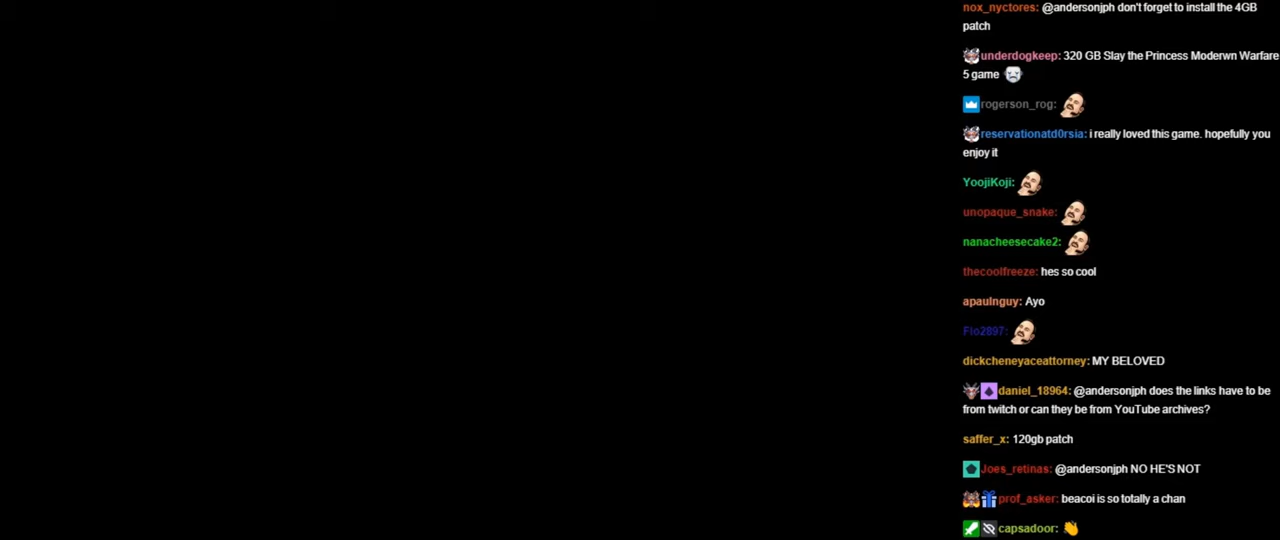 nox_nyctores: @andersonjph don't forget to install the 4GB
patch
underdogkeep: 320 GB Slay the Princess Moderwn Warfare
5 game
rogerson_rog:
reservationatd0rsia: i really loved this game. hopefully you
enjoy it
YoojiKoji:
unopaque_snake:
nanacheesecake2:
thecoolfreeze: hes so cool
apaulnguy: Ayo
Flo2897:
dickcheneyaceattorney: MY BELOVED
daniel_18964: @andersonjph does the links have to be
from twitch or can they be from YouTube archives?
saffer_x: 120gb patch
Joes_retinas: @andersonjph NO HE'S NOT
prof_asker: beacoi is so totally a chan
capsadoor: